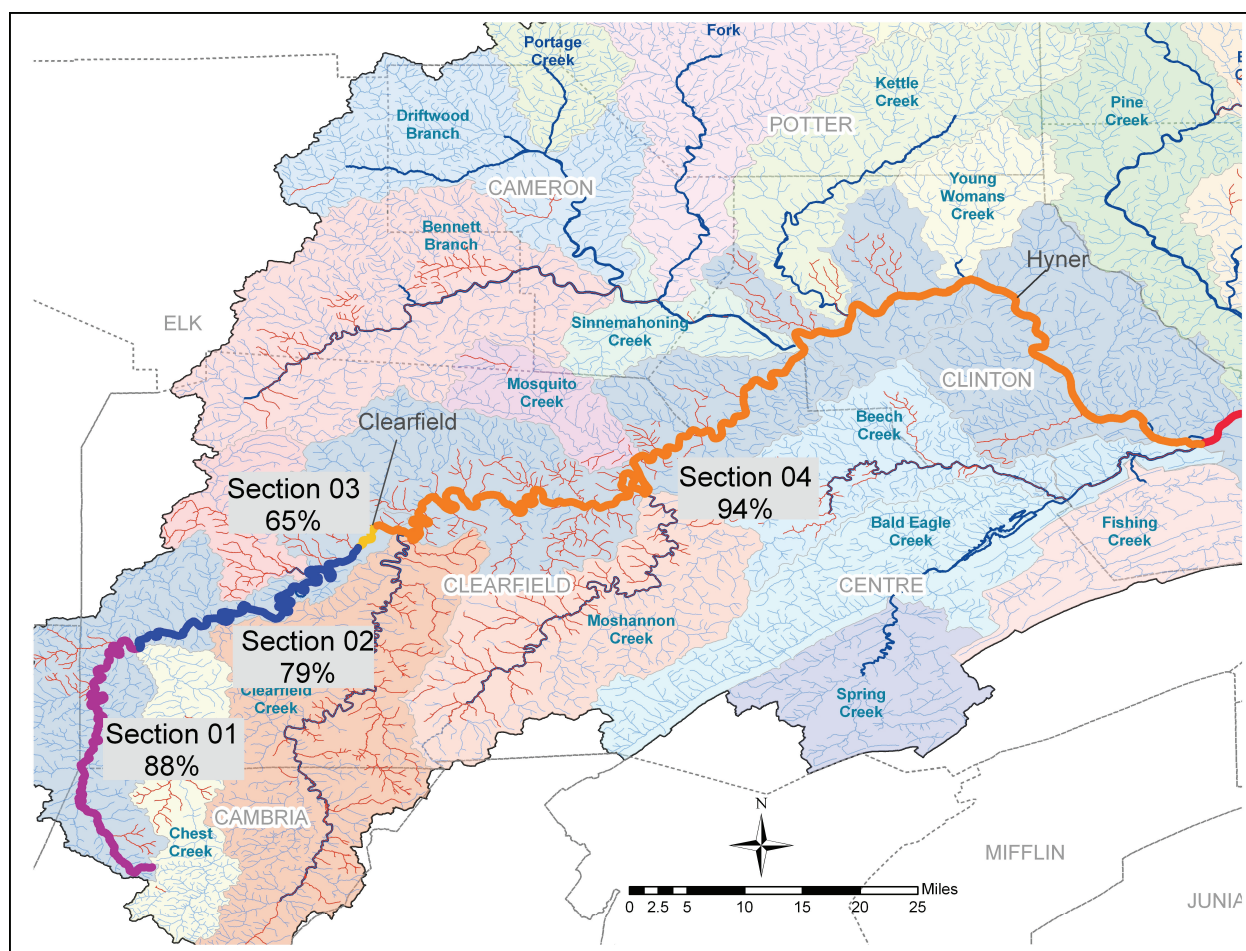 Portage
Creek
Fork
Kettle
Creek
Pine
Creek
Driftwood
Branch
POTTER
CAMERON
Young
Womans
Creek
Bennett
Branch
Hyner
ELK
Sinnemahoning
Creek
Mosquito
Creek
CLINTON
Clearfield
Beech
Creek
Section 03
65%
Section 04
94%
Bald Eagle
Creek
Fishing
Creek
CLEARFIELD
CENTRE
Moshannon
Creek
Section 02
79%
Clearfield
Creek
Spring
Creek
Section 01
88%
CAMBRIA
Chest
Creek
N
MIFFLIN
Miles
0 2.5 5 10 15 20 25
JUNIA